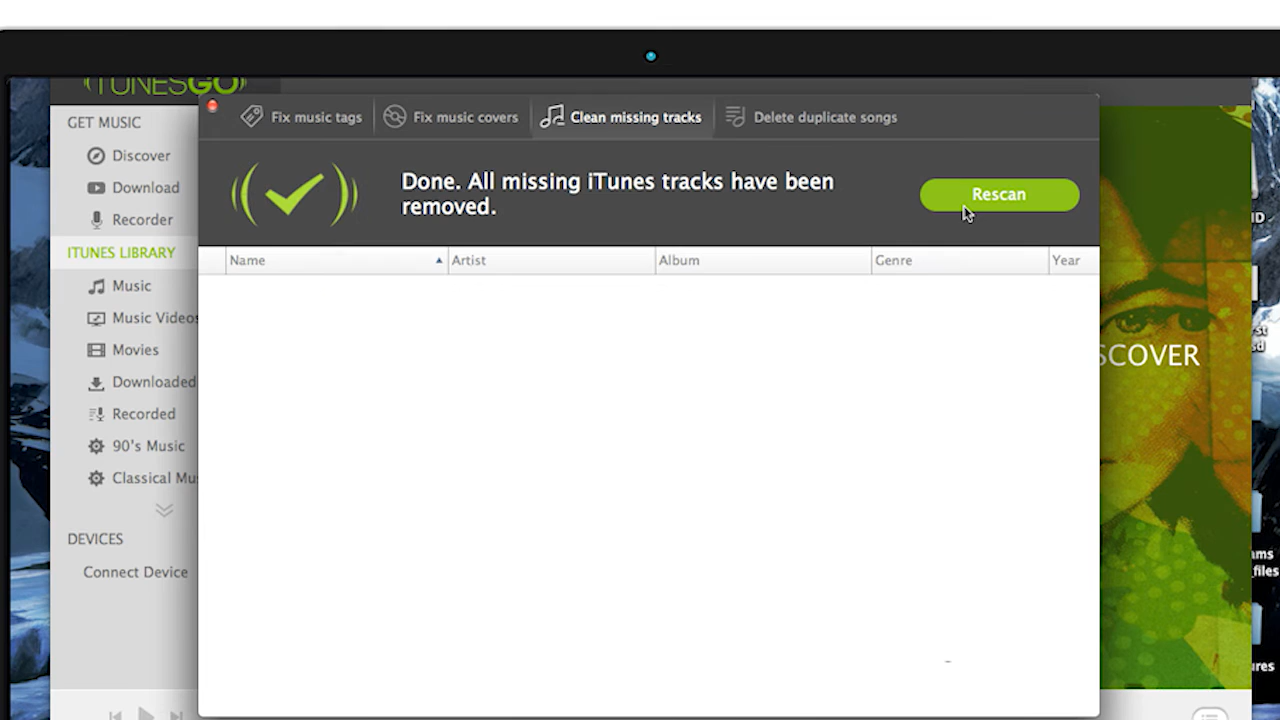 TUNESGO
Fix music tags
Fix music covers
Clean missing tracks
Delete duplicate songs
Done. All missing iTunes tracks have been
removed.
Rescan
Name
Artist
Album
Genre
Year
GET MUSIC
Discover
Download
Recorder
ITUNES LIBRARY
Music
Music Videos
Movies
Downloaded
Recorded
90's Music
Classical Mu
DEVICES
Connect Device
SCOVER
ID
files